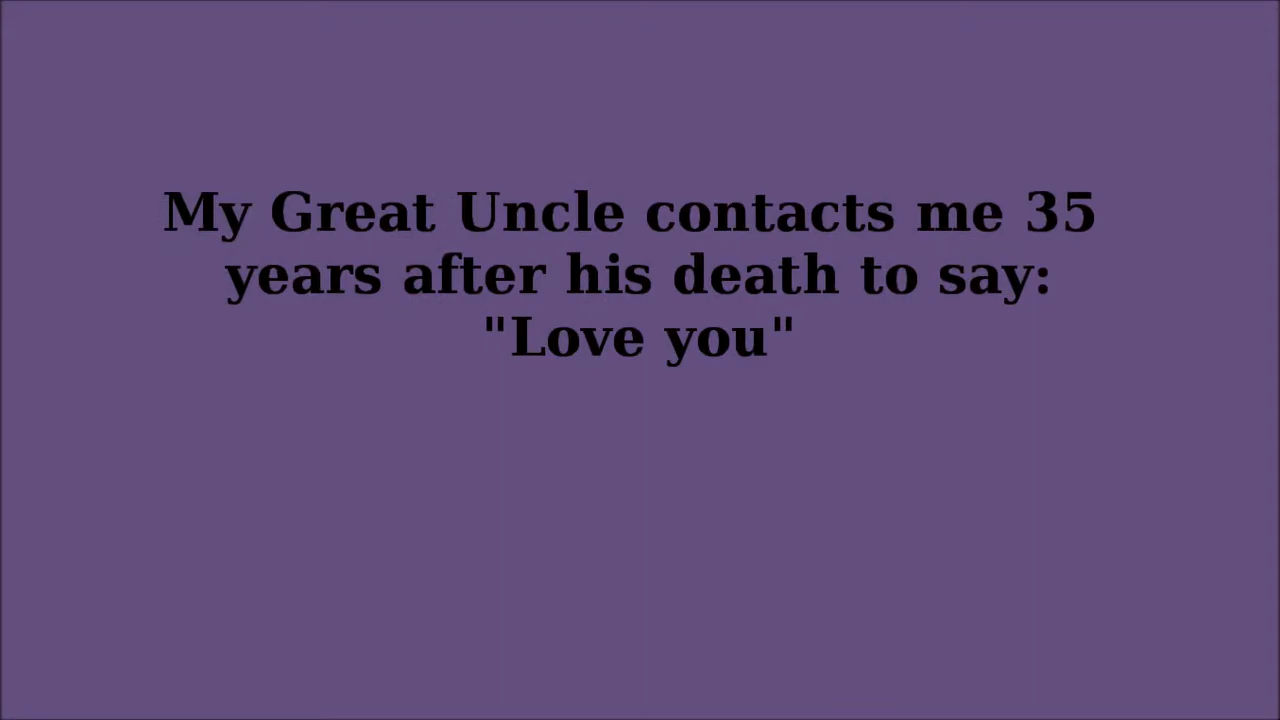 My Great Uncle contacts me 35
years after his death to say:
"Love you"